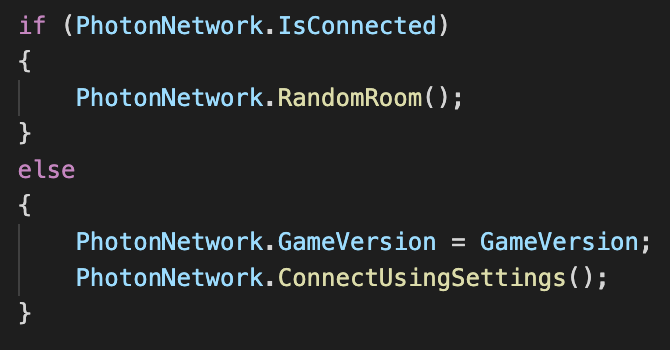 if (PhotonNetwork.IsConnected)
{
PhotonNetwork.RandomRoom();
}
else
{
PhotonNetwork.GameVersion = GameVersion;
PhotonNetwork.ConnectUsingSettings();
}